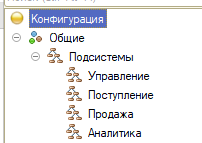 Конфигурация
Общие
Подсистемы
Управление
Поступление
Продажа
Аналитика